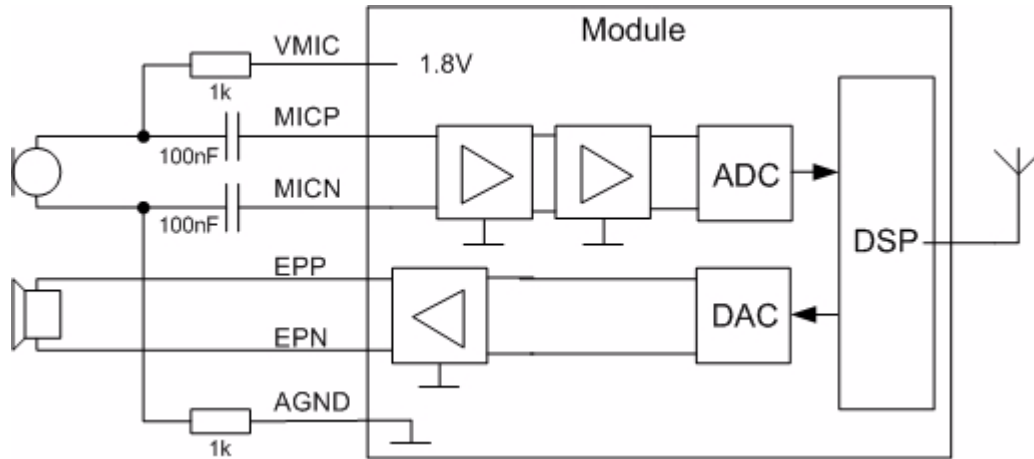 Module
VMIC
1.8V
1k
MICP
100nF
ADC
MICN
100nF
DSP
EPP
DAC
EPN
AGND
1k